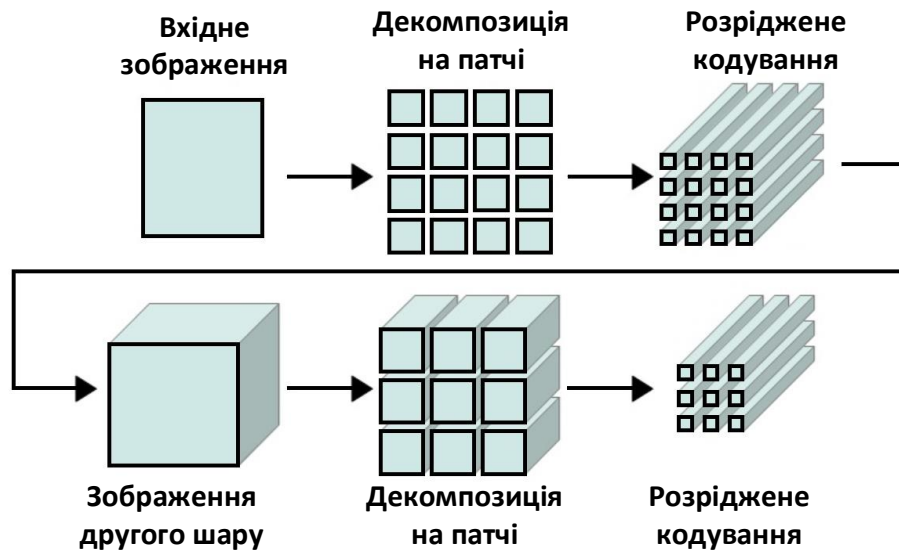 Вхідне
зображення
Декомпозиція
на патчі
Розріджене
кодування
Зображення
другого шару
Декомпозиція
на патчі
Розріджене
кодування